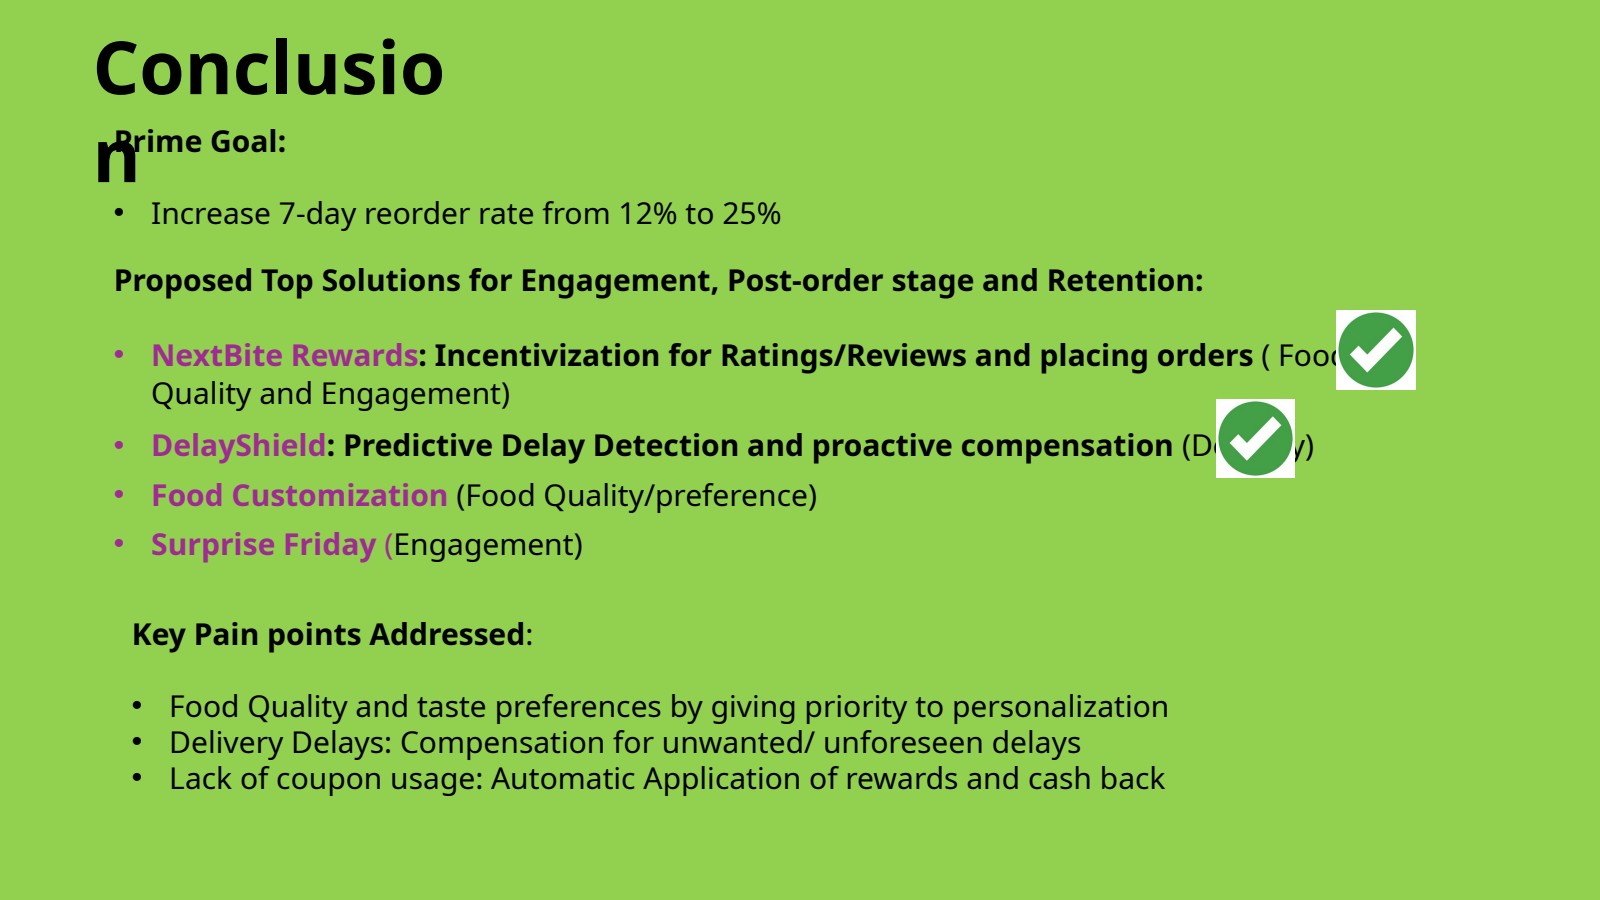 Conclusio
n
Prime Goal:
• Increase 7-day reorder rate from 12% to 25%
Proposed Top Solutions for Engagement, Post-order stage and Retention:
• NextBite Rewards: Incentivization for Ratings/Reviews and placing orders ( Food
Quality and Engagement)
• DelayShield: Predictive Delay Detection and proactive compensation
• Food Customization (Food Quality/preference)
• Surprise Friday (Engagement)
Key Pain points Addressed:
• Food Quality and taste preferences by giving priority to personalization
• Delivery Delays: Compensation for unwanted/ unforeseen delays
• Lack of coupon usage: Automatic Application of rewards and cash back